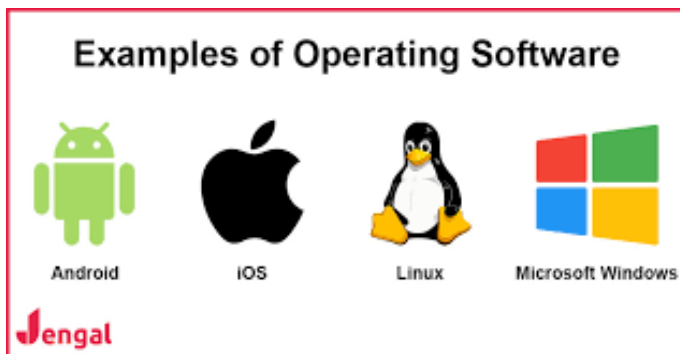 Examples of Operating Software
Android
iOS
Linux
Microsoft Windows
Jengal